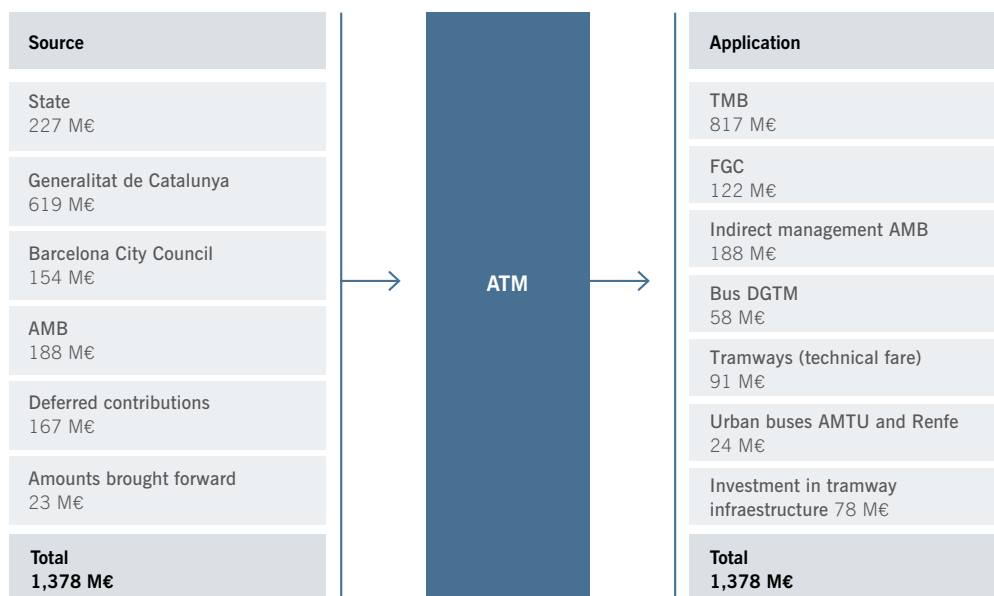 Source
State
227 M€
Generalitat de Catalunya
619 M€
Barcelona City Council
154 M€
AMB
188 M€
Deferred contributions
167 M€
Amounts brought forward
23 M€
Total
1,378 M€
ATM
Application
TMB
817 M€
FGC
122 M€
Indirect management AMB
188 M€
Bus DGTM
58 M€
Tramways (technical fare)
91 M€
Urban buses AMTU and Renfe
24 M€
Investment in tramway
infraestructure 78 M€
Total
1,378 M€